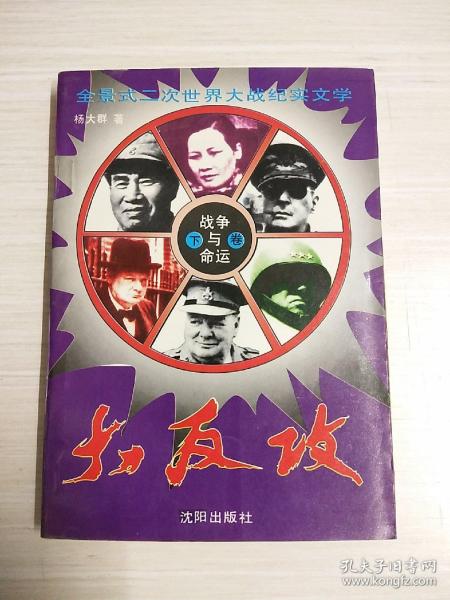 全景式二次世界大战纪实文学
杨大群 著
战争
下 与 卷
命运
大反攻
沈阳出版社
孔夫子旧书网
www.kongfz.com